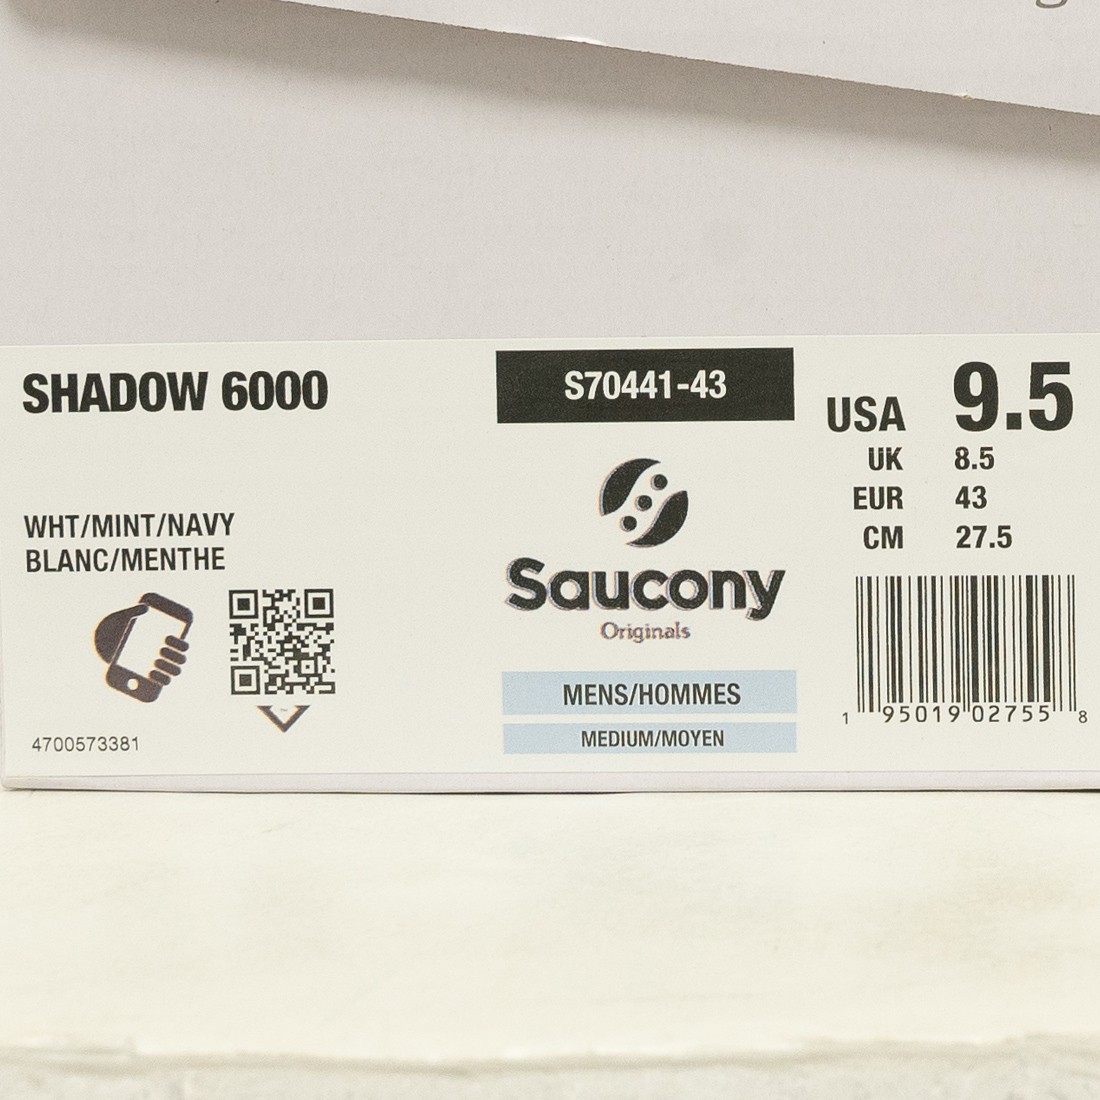 SHADOW 6000
WHT/MINT/NAVY
BLANC/MENTHE
4700573381
S70441-43
Saucony
Originals
MENS/HOMMES
MEDIUM/MOYEN
USA 9.5
UK 8.5
EUR 43
CM 27.5
1 95019 02755 8